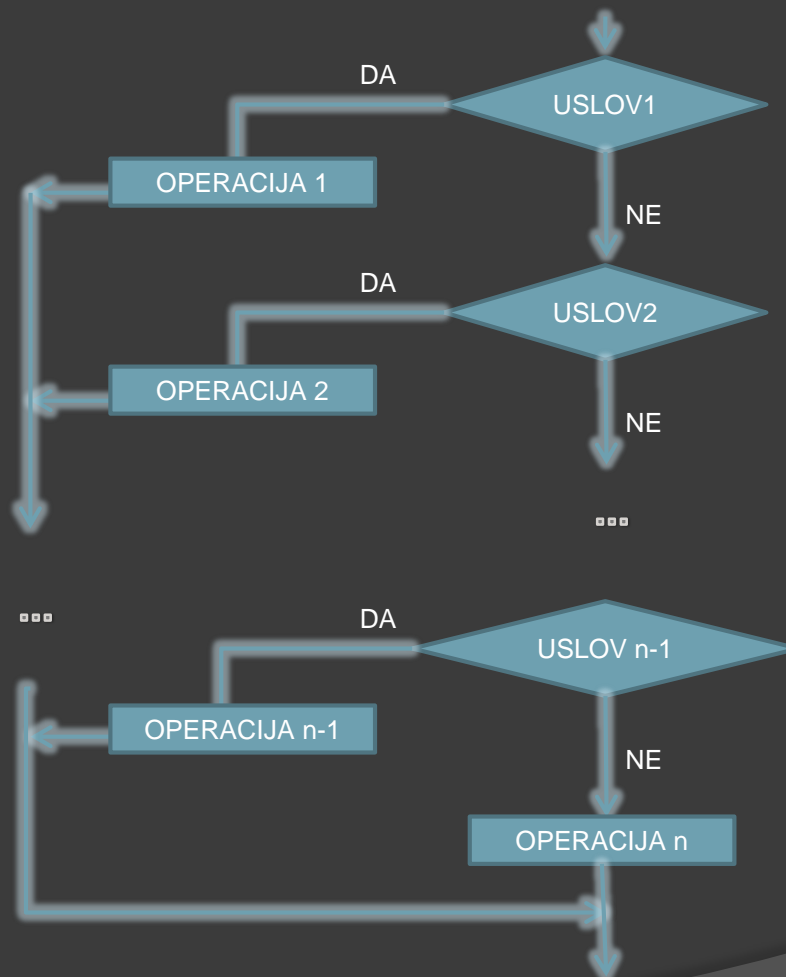 DA
USLOV1
OPERACIJA 1
NE
DA
USLOV2
OPERACIJA 2
NE
...
...
DA
USLOV n-1
OPERACIJA n-1
NE
OPERACIJA n